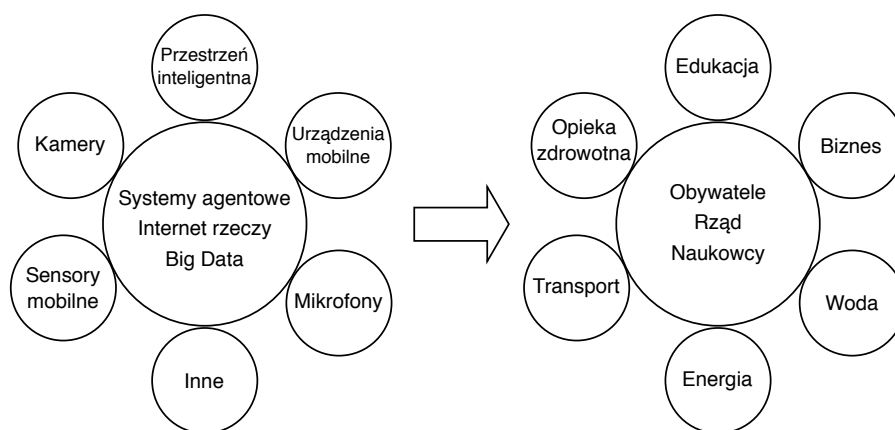 Przestrzeń
inteligentna
Kamery
Urządzenia
mobilne
Systemy agentowe
Internet rzeczy
Big Data
Sensory
mobilne
Mikrofony
Inne
Edukacja
Opieka
zdrowotna
Biznes
Obywatele
Rząd
Naukowcy
Transport
Woda
Energia